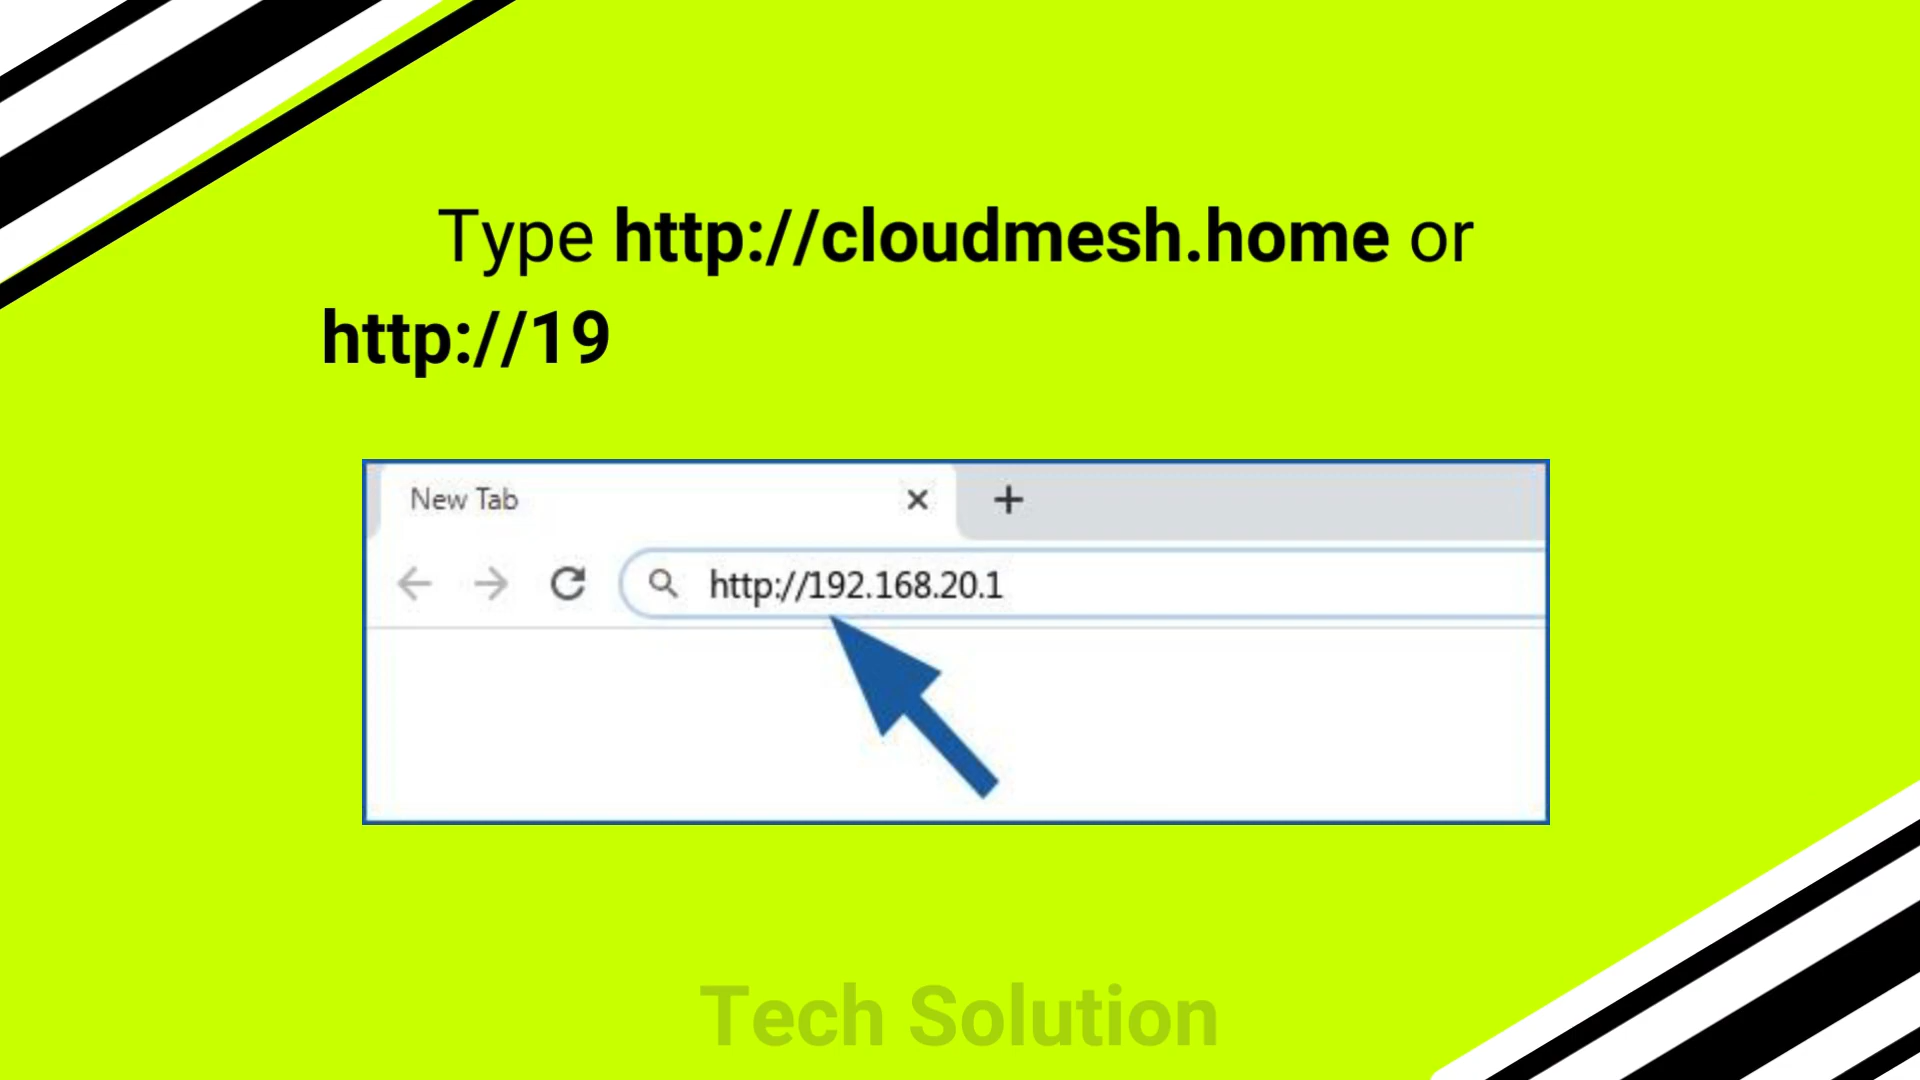 Type http://cloudmesh.home or
http://19
New Tab
http://192.168.20.1
Tech Solution